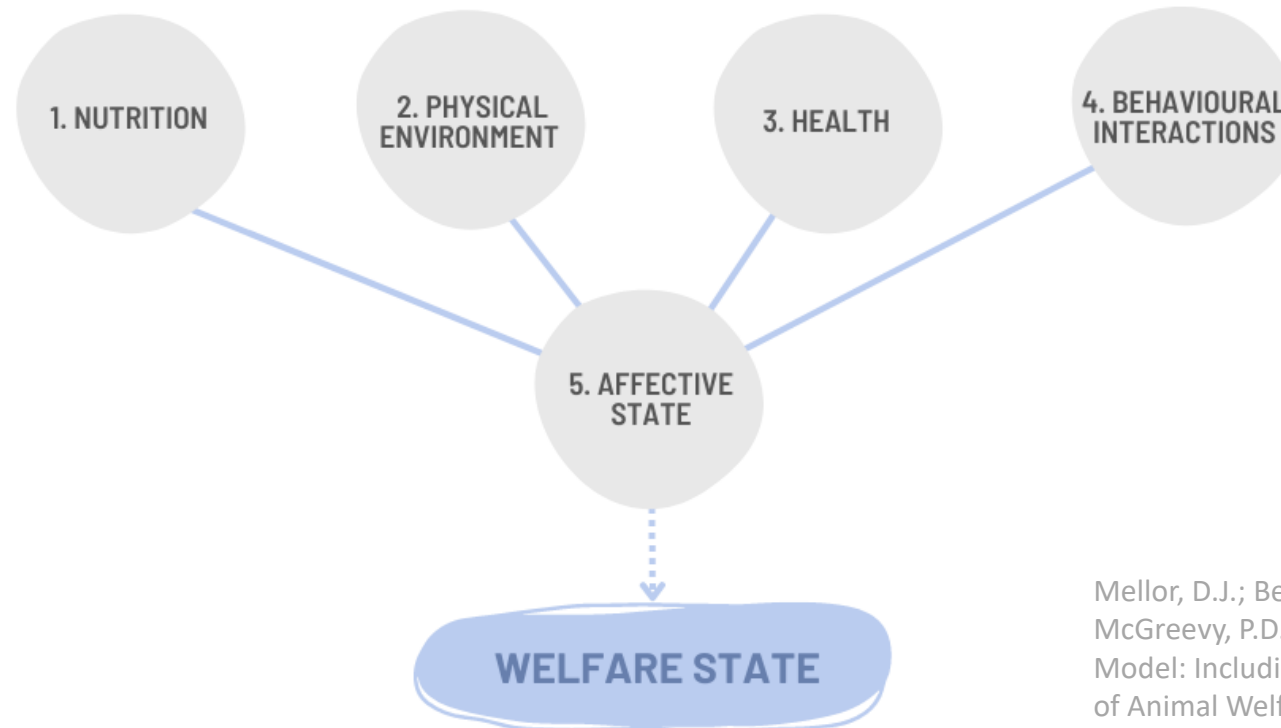 1. NUTRITION
2. PHYSICAL
ENVIRONMENT
3. HEALTH
4. BEHAVIOURAL
INTERACTIONS
5. AFFECTIVE
STATE
WELFARE STATE
Mellor, D.J.;
McGreevy, P.D.
Model:
of Animal